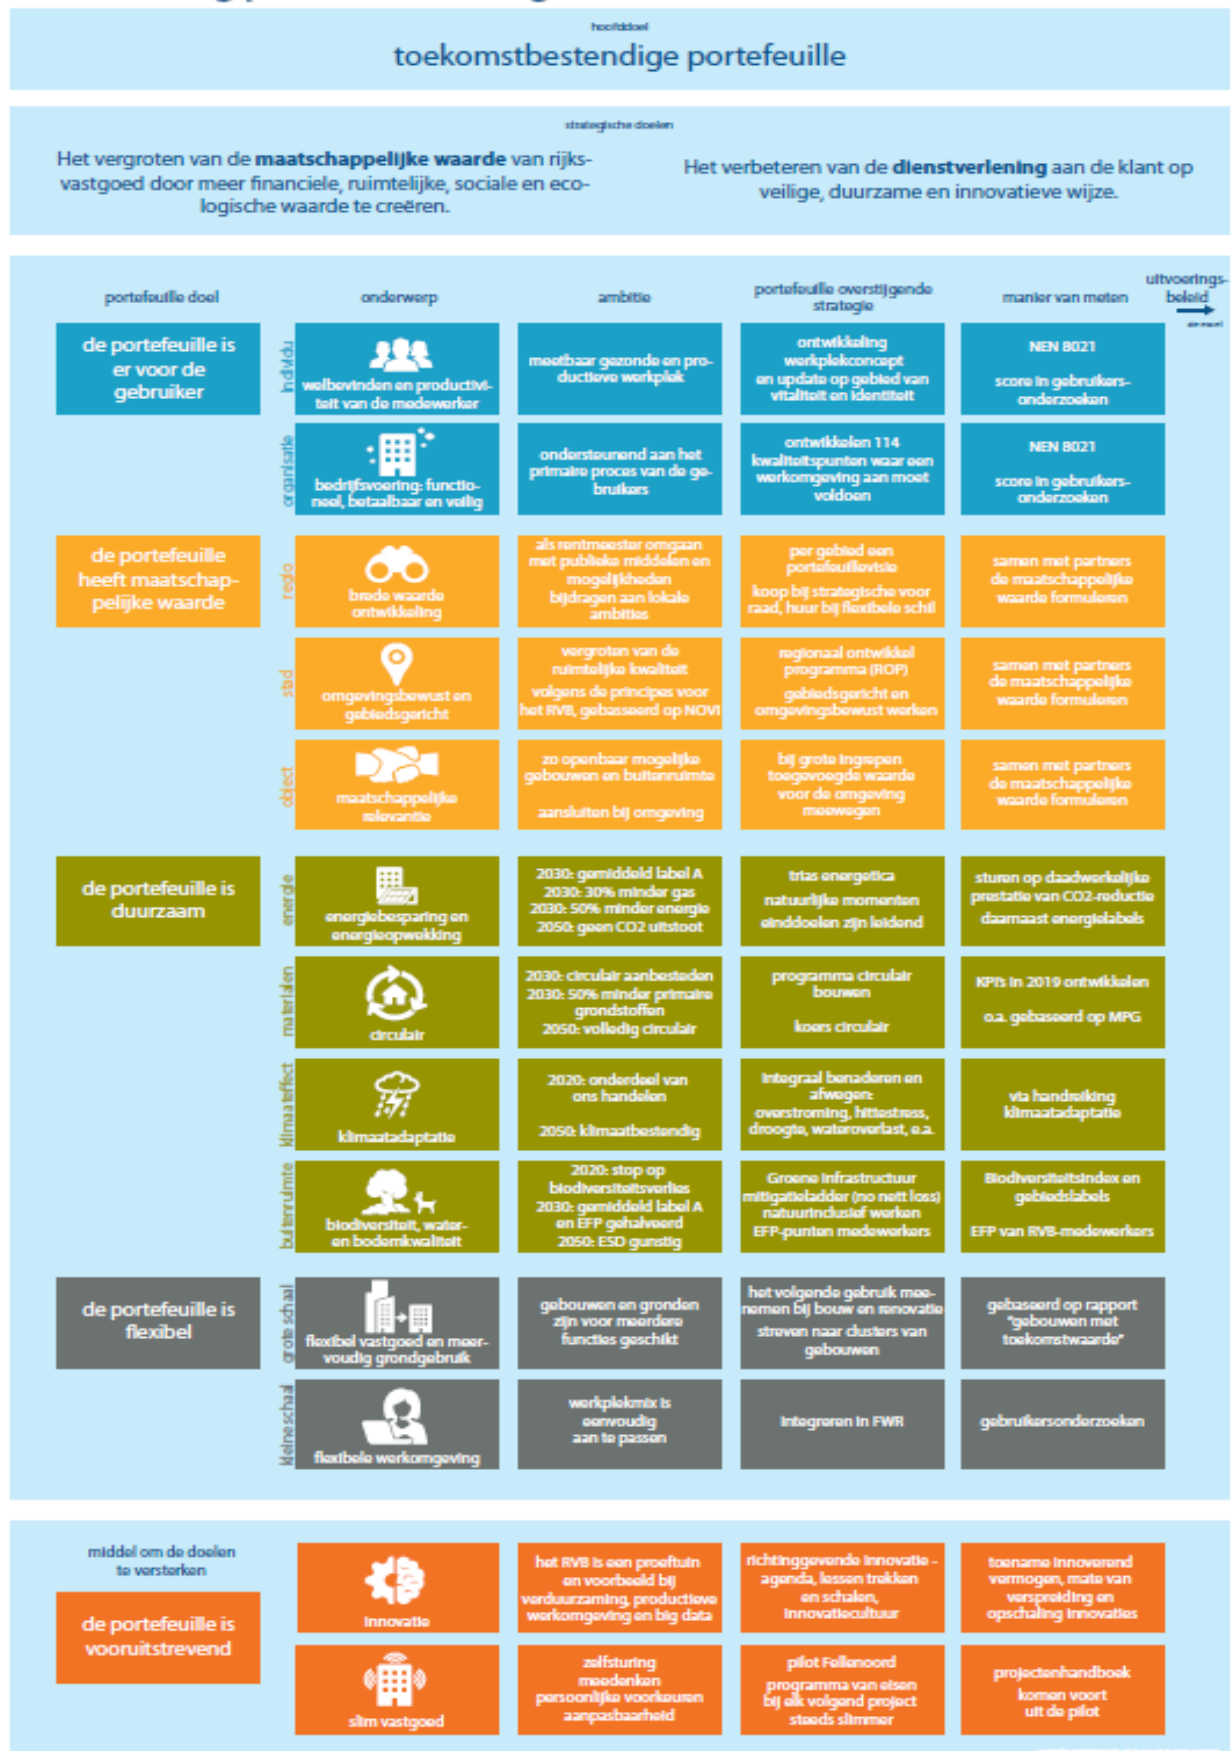 hoofddoel
toekomstbestendige portefeuille
strategische doelen
Het vergroten van de maatschappelijke waarde van rijks-
vastgoed door meer financiele, ruimtelijke, sociale en eco-
logische waarde te creëren.
Het verbeteren van de dienstverlening aan de klant op
veilige, duurzame en innovatieve wijze.
portefeuille doel
onderwerp
ambitie
portefeuille overstijgende
strategie
manier van meten
uitvoerings-
beleid
de portefeuille is
er voor de
gebruiker
individu
welbevinden en productivi-
teit van de medewerker
meetbaar gezonde en pro-
ductieve werkplek
ontwikkeling
werkplekconcept
en update op gebied van
vitaliteit en identiteit
NEN 8021
score in gebruikers-
onderzoeken
organisatie
bedrijfsvoering: functio-
neel, betaalbaar en veilig
ondersteunend aan het
primaire proces van de ge-
bruikers
ontwikkelen 114
kwaliteitspunten waar een
werkomgeving aan moet
voldoen
NEN 8021
score in gebruikers-
onderzoeken
de portefeuille
heeft maatschap-
pelijke waarde
regio
brede waarde
ontwikkeling
als rentmeester omgaan
met publieke middelen en
mogelijkheden
bijdragen aan lokale
ambities
per gebied een
portefeuillevisie
koop bij strategische voor
raad, huur bij flexibele schil
samen met partners
de maatschappelijke
waarde formuleren
stad
omgevingsbewust en
gebiedsgericht
vergroten van de
ruimtelijke kwaliteit
volgens de principes voor
het RVB, gebasseerd op NOVI
regionaal ontwikkel
programma (ROP)
gebiedsgericht en
omgevingsbewust werken
samen met partners
de maatschappelijke
waarde formuleren
object
maatschappelijke
relevantie
zo openbaar mogelijke
gebouwen en buitenruimte
aansluiten bij omgeving
bij grote ingrepen
toegevoegde waarde
voor de omgeving
meewegen
samen met partners
de maatschappelijke
waarde formuleren
de portefeuille is
duurzaam
energie
energiebesparing en
energieopwekking
2030: gemiddeld label A
2030: 30% minder gas
2030: 50% minder energie
2050: geen CO2 uitstoot
trias energetica
natuurlijke momenten
einddoelen zijn leidend
sturen op daadwerkelijke
prestatie van CO2-reductie
daarnaast energielabels
materialen
circulair
2030: circulair aanbesteden
2030: 50% minder primaire
grondstoffen
2050: volledig circulair
programma circulair
bouwen
koers circulair
KPI's in 2019 ontwikkelen
o.a. gebaseerd op MPG
klimaateffect
klimaatadaptatie
2020: onderdeel van
ons handelen
2050: klimaatbestendig
integraal benaderen en
afwegen:
overstroming, hittestress,
droogte, wateroverlast, e.a.
via handreiking
klimaatadaptatie
buitenruimte
biodiversiteit, water-
en bodemkwaliteit
2020: stop op
biodiversiteitsverlies
2030: gemiddeld label A
en EFP gehalveerd
2050: ESD gunstig
Groene Infrastructuur
mitigatieladder (no nett loss)
natuurinclusief werken
EFP-punten medewerkers
Biodiversiteitsindex en
gebiedslabels
EFP van RVB-medewerkers
de portefeuille is
flexibel
grote schaal
flexibel vastgoed en meer-
voudig grondgebruik
gebouwen en gronden
zijn voor meerdere
functies geschikt
het volgende gebruik mee-
nemen bij bouw en renovatie
streven naar clusters van
gebouwen
gebaseerd op rapport
"gebouwen met
toekomstwaarde"
kleine schaal
flexibele werkomgeving
werkplekmix is
eenvoudig
aan te passen
integreren in FWR
gebruikersonderzoeken
middel om de doelen
te versterken
de portefeuille is
vooruitstrevend
innovatie
het RVB is een proeftuin
en voorbeeld bij
verduurzaming, productieve
werkomgeving en big data
richtinggevende innovatie -
agenda, lessen trekken
en schalen,
innovatiecultuur
toename innoverend
vermogen, mate van
verspreiding en
opschaling innovaties
slim vastgoed
zelfsturing
meedenken
persoonlijke voorkeuren
aanpasbaarheid
pilot Fellenoord
programma van eisen
bij elk volgend project
steeds slimmer
projectenhandboek
komen voort
uit de pilot